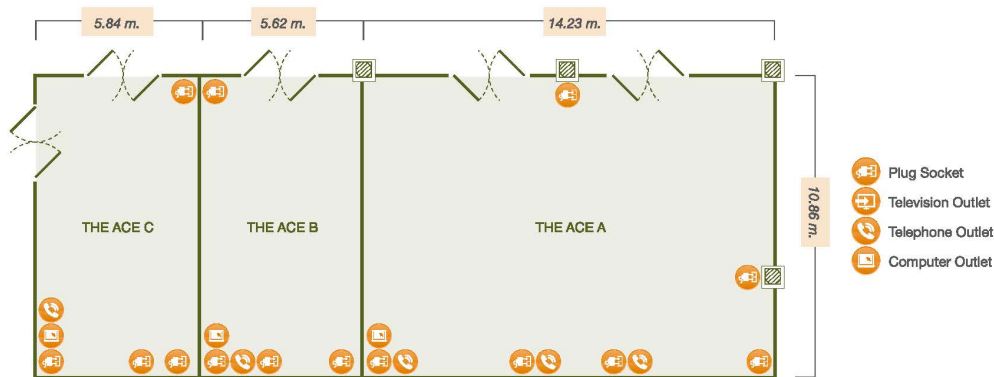 5.84 m.
5.62 m.
14.23 m.
10.86 m.
THE ACE C
THE ACE B
THE ACE A
Plug Socket
Television Outlet
Telephone Outlet
Computer Outlet